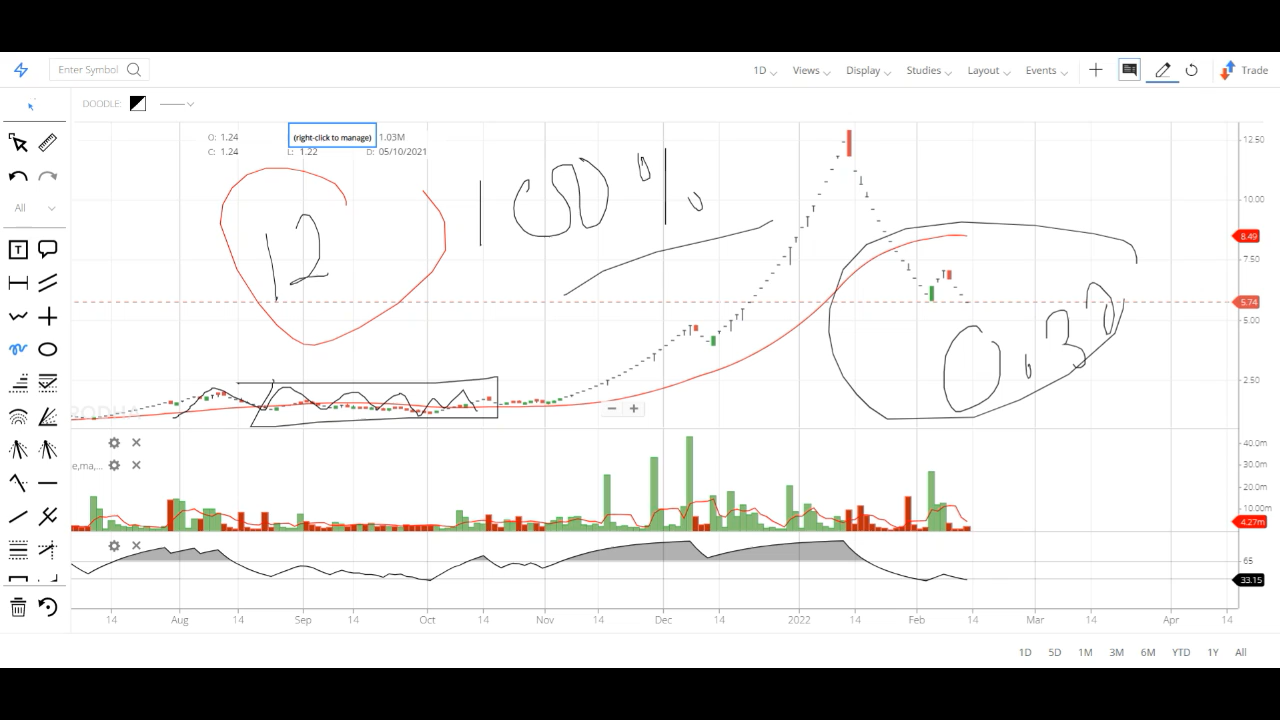 Enter Symbol 1D Views Display Studies Layout Events Trade
DOODLE:
O: 1.24 (right-click to manage) 1.03M
C: 1.24 L: 1.22 D: 05/10/2021
All
12
100%
0.30
12.50
10.00
8.49
7.50
5.74
5.00
2.50
e,ma,...
40.0m
30.0m
20.0m
10.00m
4.27m
65
33.15
14 Aug 14 Sep 14 Oct 14 Nov 14 Dec 14 2022 14 Feb 14 Mar 14 Apr 14
1D 5D 1M 3M 6M YTD 1Y All